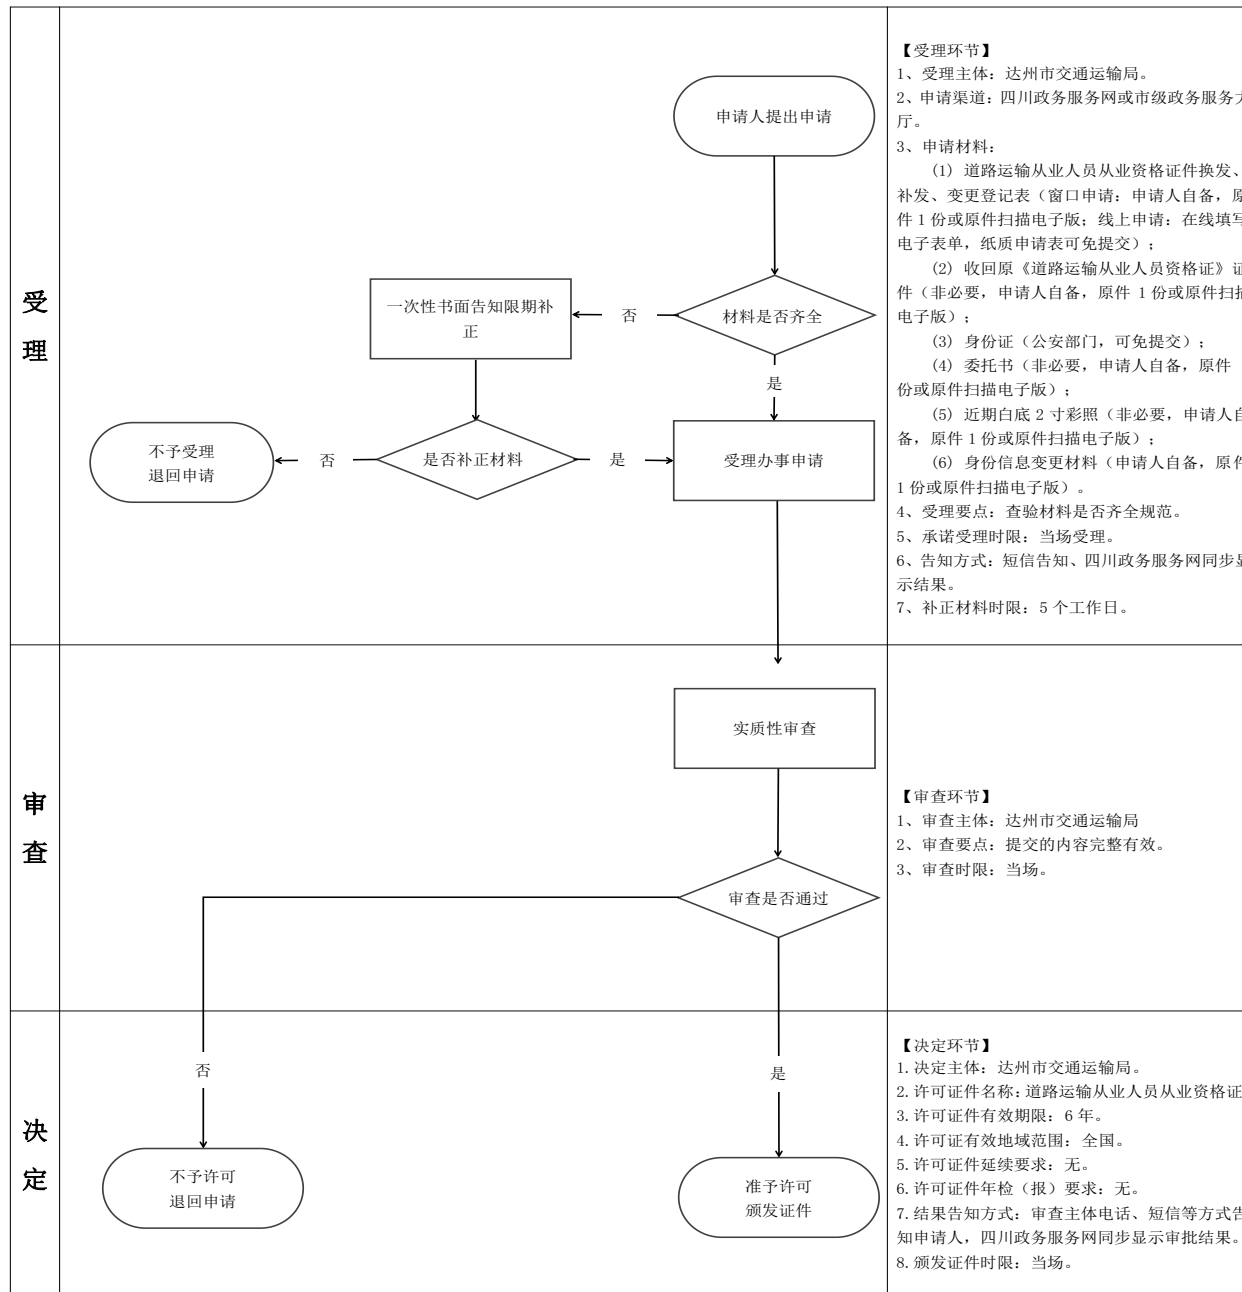 受
理
申请人提出申请
材料是否齐全
否
一次性书面告知限期补
正
是
是否补正材料
否
不予受理
退回申请
是
受理办事申请
【受理环节】
1、受理主体：达州市交通运输局。
2、申请渠道：四川政务服务网或市级政务服务大
厅。
3、申请材料：
(1) 道路运输从业人员从业资格证件换发、
补发、变更登记表（窗口申请：申请人自备，原
件 1 份或原件扫描电子版；线上申请：在线填写
电子表单，纸质申请表可免提交）；
(2) 收回原《道路运输从业人员资格证》证
件（非必要，申请人自备，原件 1 份或原件扫描
电子版）；
(3) 身份证（公安部门，可免提交）；
(4) 委托书（非必要，申请人自备，原件
份或原件扫描电子版）；
(5) 近期白底 2 寸彩照（非必要，申请人自
备，原件 1 份或原件扫描电子版）；
(6) 身份信息变更材料（申请人自备，原件
1 份或原件扫描电子版）。
4、受理要点：查验材料是否齐全规范。
5、承诺受理时限：当场受理。
6、告知方式：短信告知、四川政务服务网同步显
示结果。
7、补正材料时限：5 个工作日。
审
查
实质性审查
审查是否通过
【审查环节】
1、审查主体：达州市交通运输局
2、审查要点：提交的内容完整有效。
3、审查时限：当场。
决
定
否
不予许可
退回申请
是
准予许可
颁发证件
【决定环节】
1.决定主体：达州市交通运输局。
2.许可证件名称：道路运输从业人员从业资格证
3.许可证件有效期限：6 年。
4.许可证有效地域范围：全国。
5.许可证件延续要求：无。
6.许可证件年检（报）要求：无。
7.结果告知方式：审查主体电话、短信等方式告
知申请人，四川政务服务网同步显示审批结果。
8.颁发证件时限：当场。